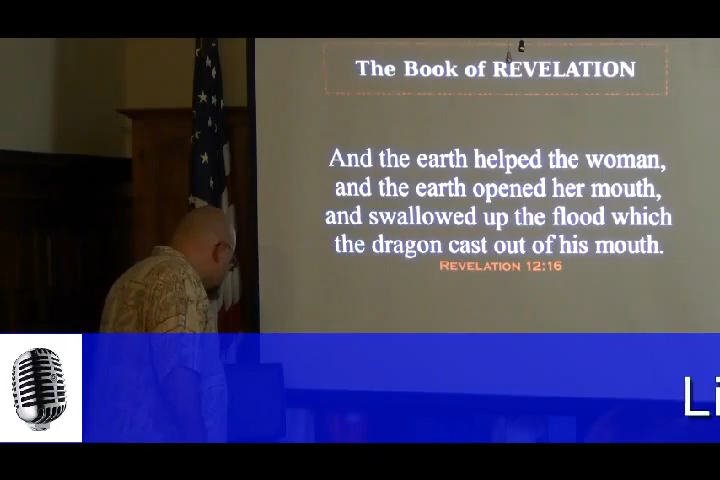 The Book of REVELATION
And the earth helped the woman,
and the earth opened her mouth,
and swallowed up the flood which
the dragon cast out of his mouth.
REVELATION 12:16
Li